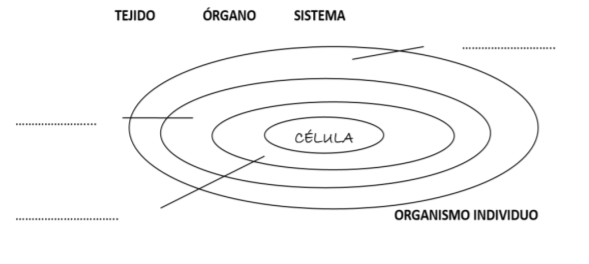 TEJIDO ÓRGANO SISTEMA
CÉLULA
ORGANISMO INDIVIDUO